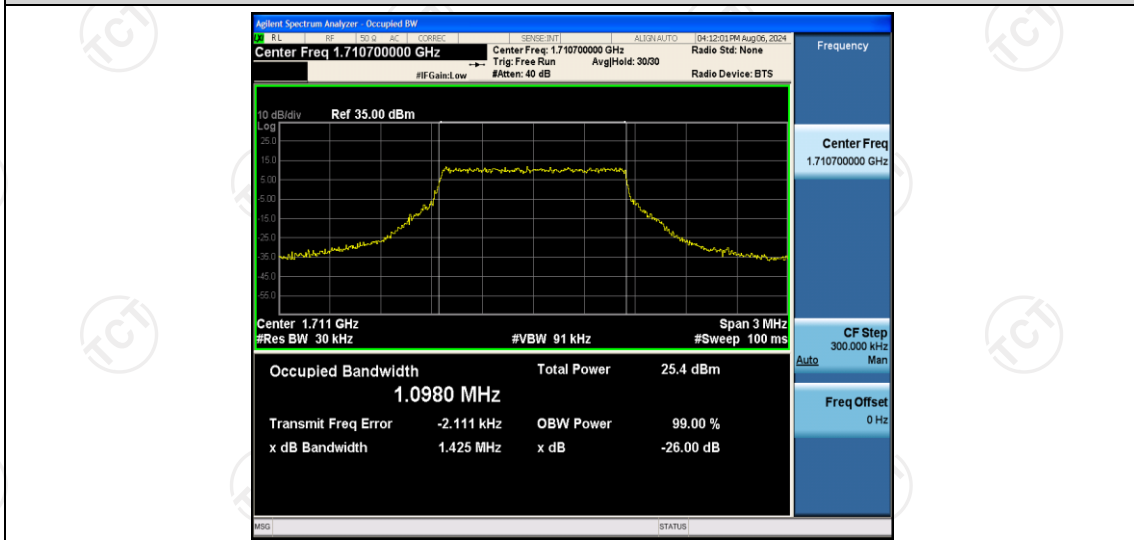 Agilent Spectrum Analyzer - Occupied BW
RL RF 50 Ω AC CORREC SENSE:INT ALIGN AUTO 04:12:01 PM Aug 06, 2024
Center Freq 1.710700000 GHz
Center Freq: 1.710700000 GHz
Radio Std: None
Trig: Free Run
Avg|Hold: 30/30
#IFGain:Low
#Atten: 40 dB
Radio Device: BTS
Frequency
10 dB/div Ref 35.00 dBm
Log
25.0
15.0
5.00
-5.00
-15.0
-25.0
-35.0
-45.0
-55.0
Center Freq
1.710700000 GHz
Center 1.711 GHz
Span 3 MHz
#Res BW 30 kHz
#VBW 91 kHz
#Sweep 100 ms
CF Step
300.000 kHz
Auto Man
Occupied Bandwidth
1.0980 MHz
Total Power 25.4 dBm
Freq Offset
0 Hz
Transmit Freq Error -2.111 kHz OBW Power 99.00 %
x dB Bandwidth 1.425 MHz x dB -26.00 dB
MSG STATUS
TCT
TCT
TCT
TCT